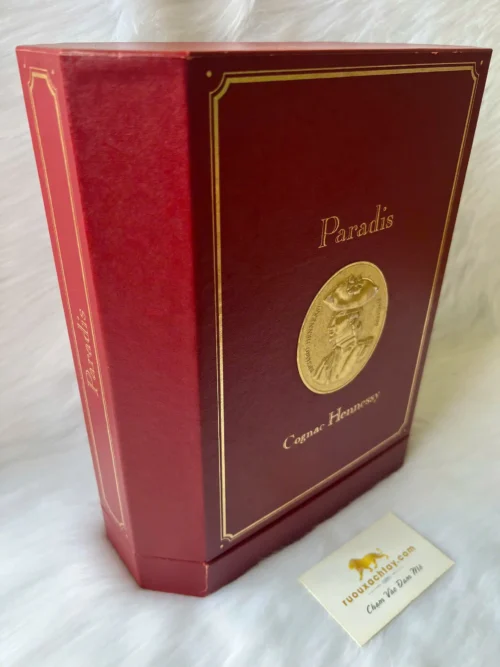 Paradis
Paradis
Cognac Hennessy
ruouxachtay.com
Chạm Vào Đam Mê